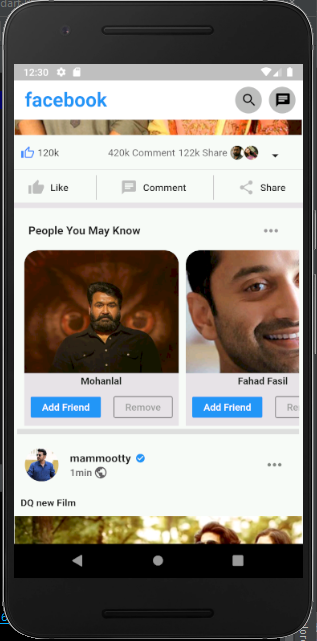 dart
12:30
facebook
120k 420k Comment 122k Share
Like Comment Share
People You May Know
Mohanlal Fahad Fasil
Add Friend Remove Add Friend Re
mammootty
1min
DQ new Film